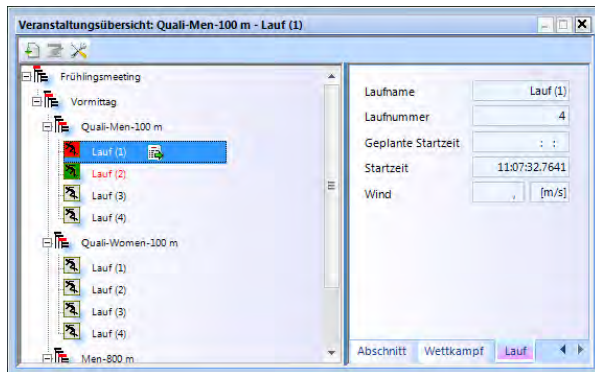 Veranstaltungsübersicht: Quali-Men-100 m - Lauf (1)
Frühlingsmeeting
Vormittag
Quali-Men-100 m
Lauf (1)
Lauf (2)
Lauf (3)
Lauf (4)
Quali-Women-100 m
Lauf (1)
Lauf (2)
Lauf (3)
Lauf (4)
Men-800 m
Laufname Lauf (1)
Laufnummer 4
Geplante Startzeit : :
Startzeit 11:07:32.7641
Wind , [m/s]
Abschnitt Wettkampf Lauf